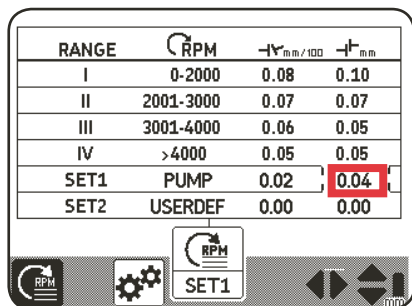 RANGE RPM mm/100 mm
I 0-2000 0.08 0.10
II 2001-3000 0.07 0.07
III 3001-4000 0.06 0.05
IV >4000 0.05 0.05
SET1 PUMP 0.02 0.04
SET2 USERDEF 0.00 0.00
RPM
RPM SET1 mm